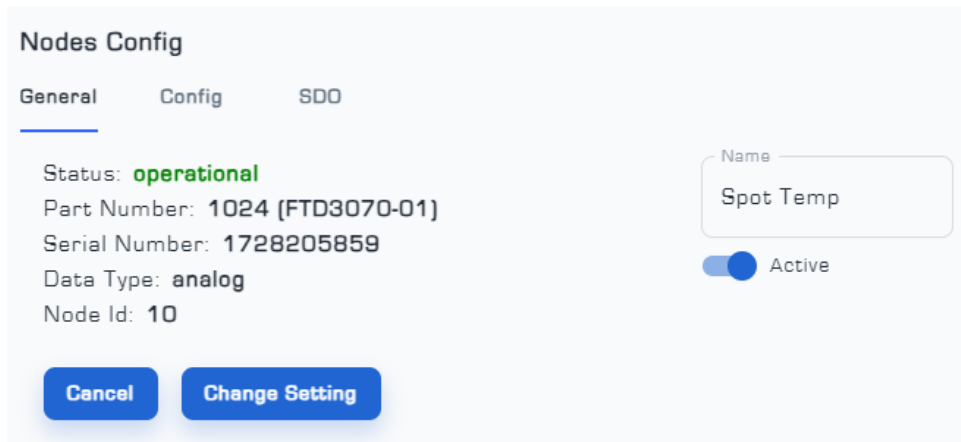 Nodes Config
General Config SDO
Status: operational
Part Number: 1024 (FTD3070-01)
Serial Number: 1728205859
Data Type: analog
Node Id: 10
Name
Spot Temp
Active
Cancel Change Setting